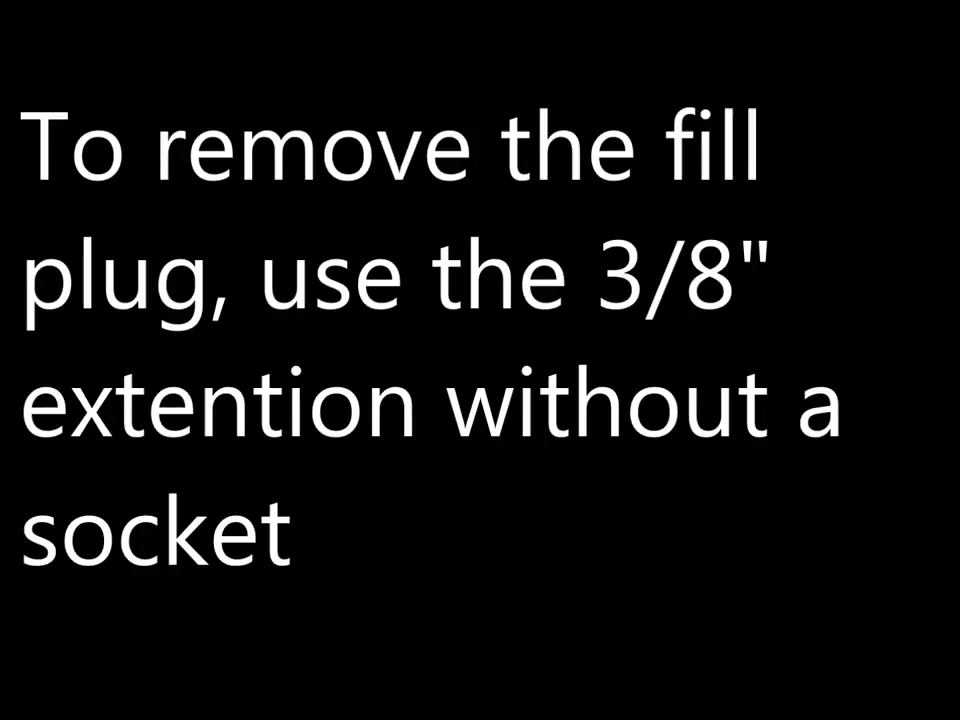 To remove the fill
plug, use the 3/8"
extention without a
socket